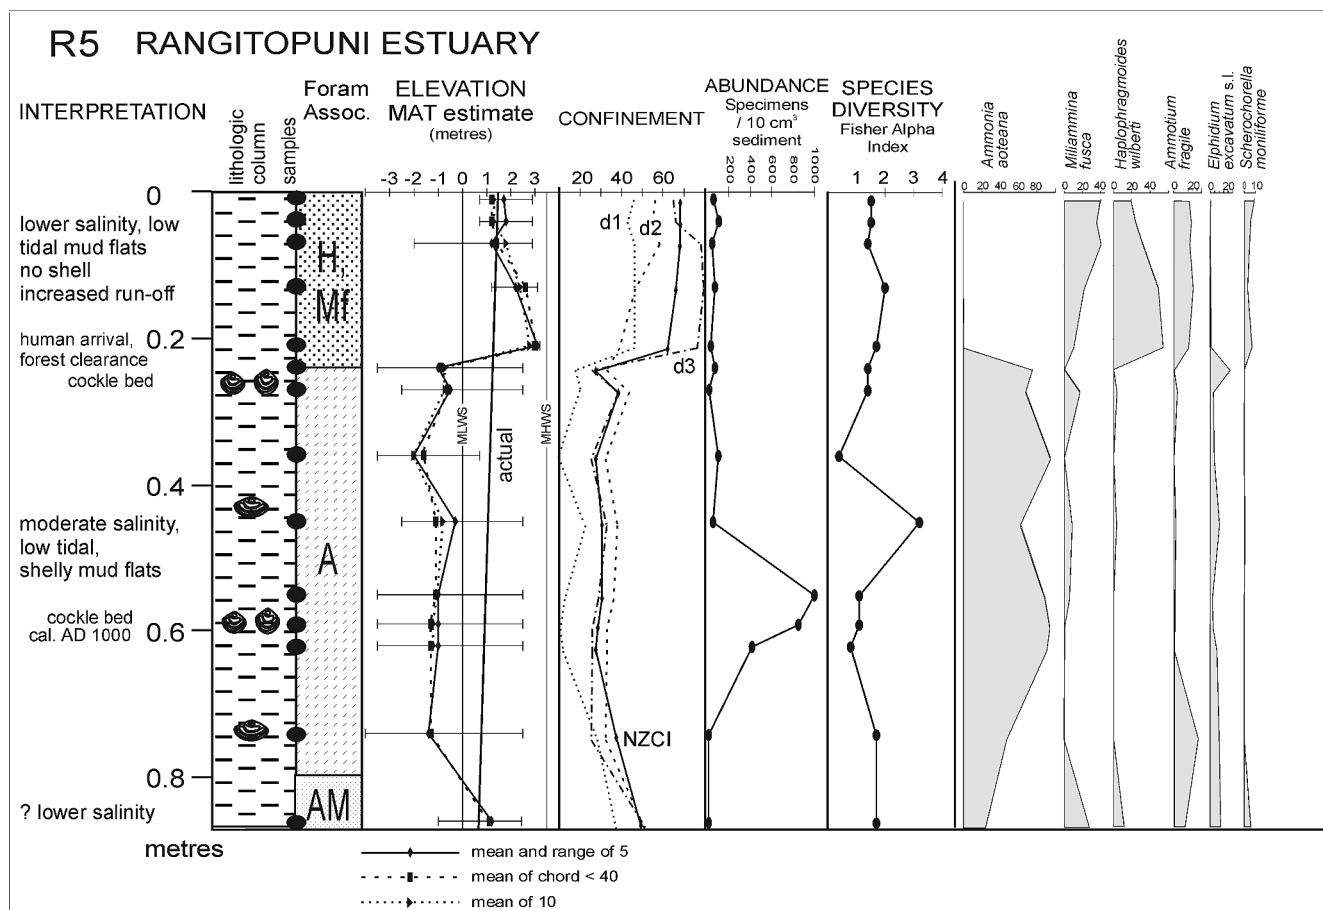 R5 RANGITOPUNI ESTUARY
INTERPRETATION
lithologic
column
samples
Foram
Assoc.
ELEVATION
MAT estimate
(metres)
CONFINEMENT
ABUNDANCE
Specimens
/ 10 cm³
sediment
SPECIES
DIVERSITY
Fisher Alpha
Index
Ammonia
aoteana
Miliammina
fusca
Haplophragmoides
wilberti
Ammotium
fragile
Elphidium
excavatum s.l.
Scherochorella
moniliforme
-3 -2 -1 0 1 2 3
20 40 60
200 400 600 800 1000
1 2 3 4
0 20 40 60 80
0 20 40
0 20 40
0 20
0 20
0 10
0
lower salinity, low
tidal mud flats
no shell
increased run-off
H,
Mf
d1
d2
d3
human arrival,
forest clearance
cockle bed
0.2
MLWS
actual
MHWS
0.4
moderate salinity,
low tidal,
shelly mud flats
A
cockle bed
cal. AD 1000
0.6
NZCI
0.8
? lower salinity
AM
metres
mean and range of 5
mean of chord < 40
mean of 10